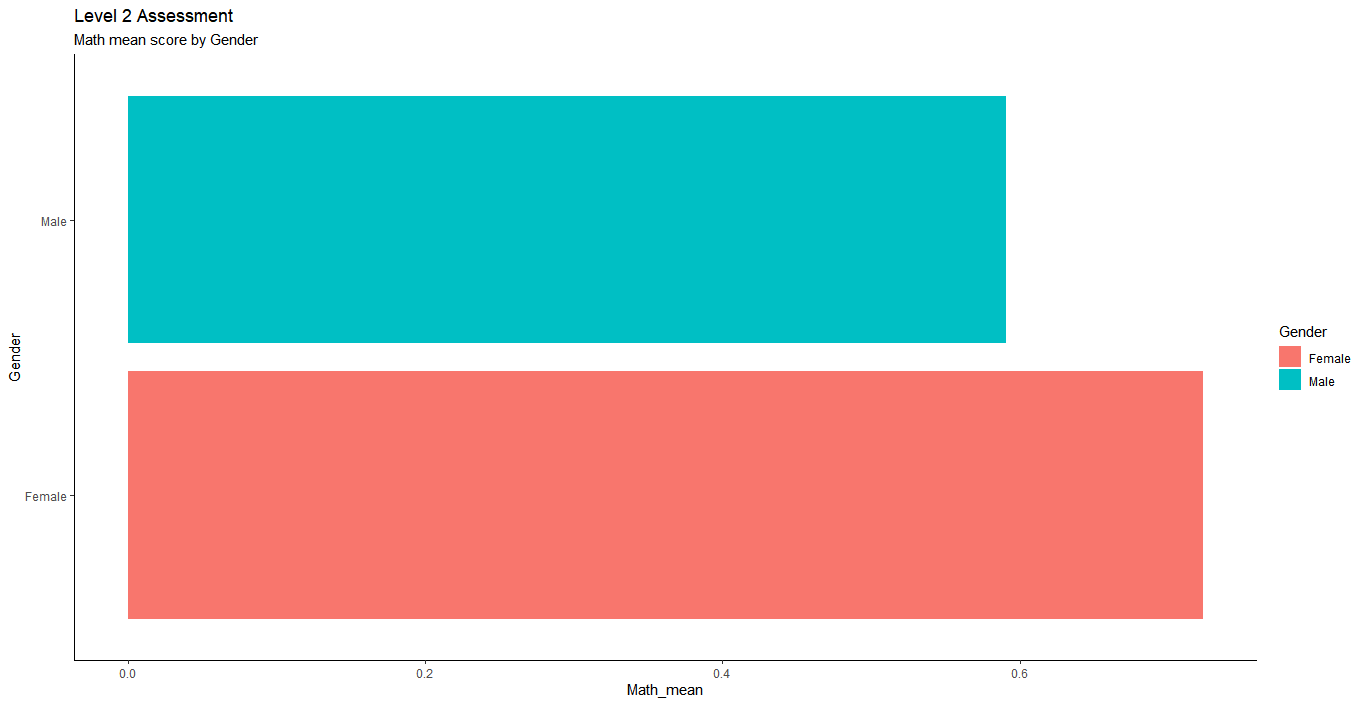 Level 2 Assessment
Math mean score by Gender
Gender
Male
Female
0.0 0.2 0.4 0.6
Math_mean
Gender
Female
Male